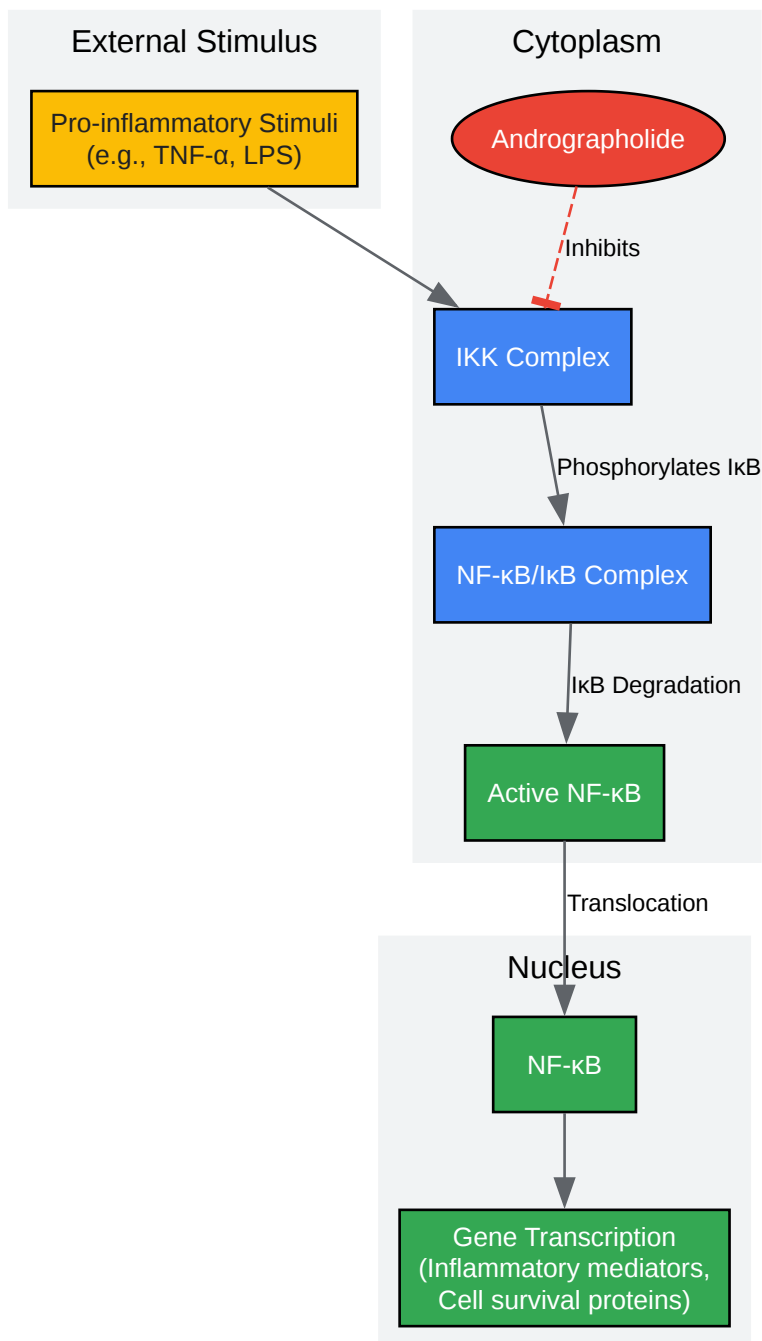 External Stimulus
Cytoplasm
Pro-inflammatory Stimuli
(e.g., TNF-α, LPS)
Andrographolide
Inhibits
IKK Complex
Phosphorylates IκB
NF-κB/IκB Complex
IκB Degradation
Active NF-κB
Translocation
Nucleus
NF-κB
Gene Transcription
(Inflammatory mediators,
Cell survival proteins)